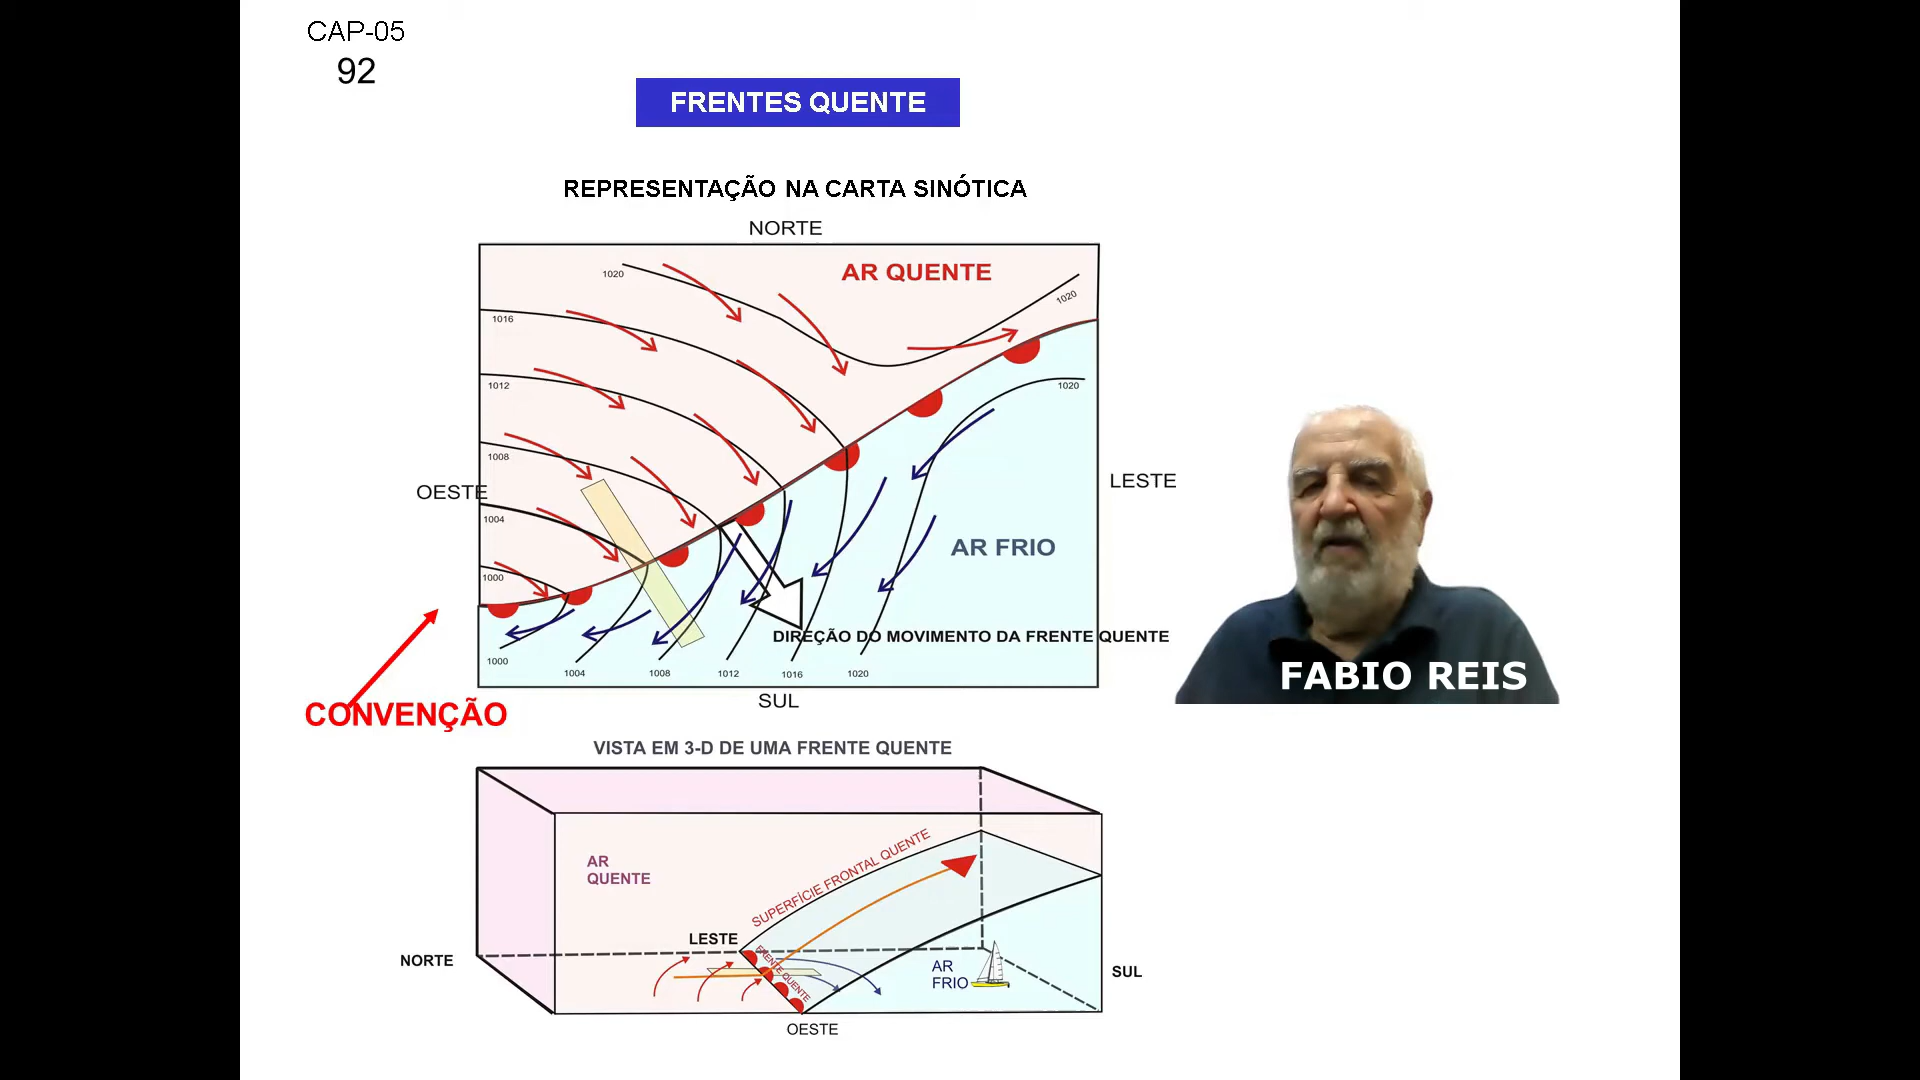 CAP-05
92
FRENTES QUENTE
REPRESENTAÇÃO NA CARTA SINÓTICA
NORTE
AR QUENTE
1020
1020
1016
1012
1020
1008
OESTE
LESTE
1004
AR FRIO
1000
DIREÇÃO DO MOVIMENTO DA FRENTE QUENTE
1000
1004
1008
1012
1016
1020
SUL
CONVENÇÃO
FABIO REIS
VISTA EM 3-D DE UMA FRENTE QUENTE
AR
QUENTE
SUPERFÍCIE FRONTAL QUENTE
LESTE
NORTE
FRENTE QUENTE
AR
FRIO
SUL
OESTE